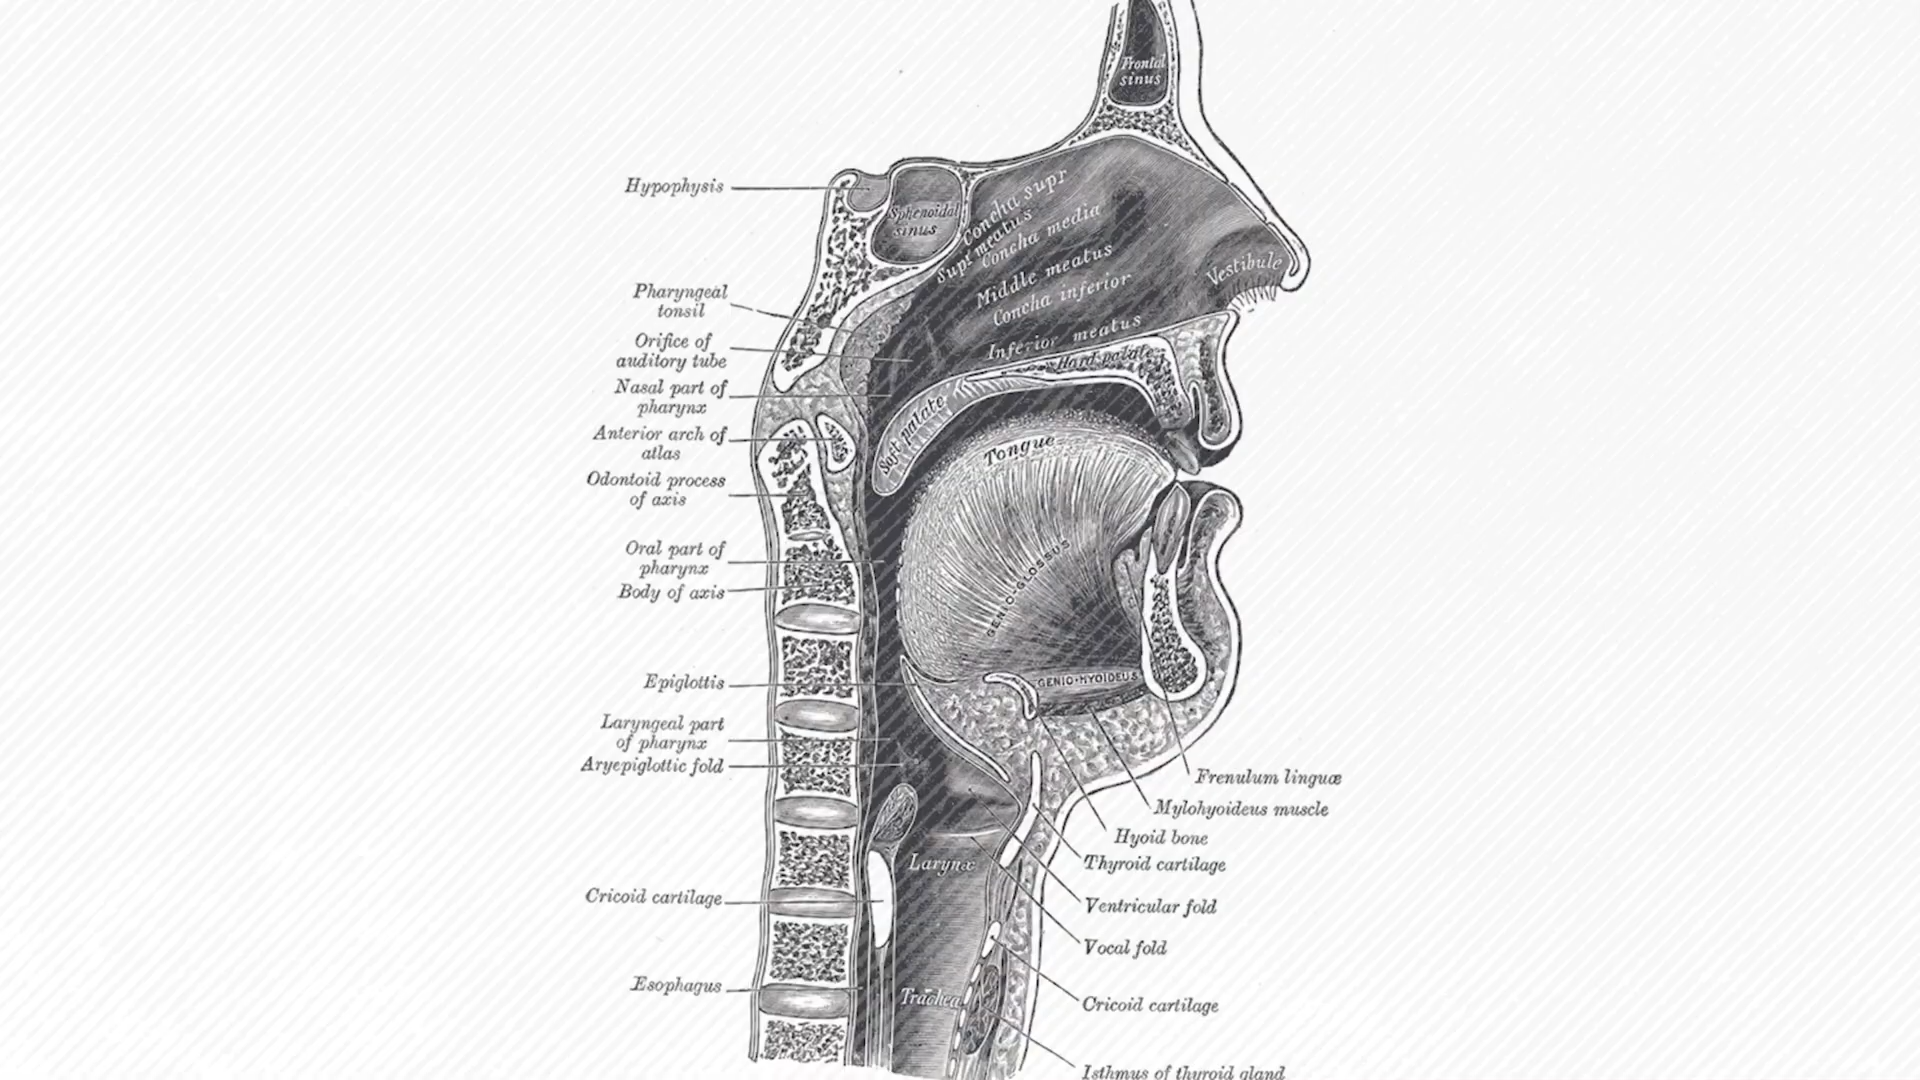 Frontal
sinus
Hypophysis
Sphenoidal
sinus
Concha supr
Supr meatus
Concha media
Middle meatus
Concha inferior
Inferior meatus
Vestibule
Pharyngeal
tonsil
Orifice of
auditory tube
Nasal part of
pharynx
Hard palate
Soft palate
Anterior arch of
atlas
Tongue
Odontoid process
of axis
Oral part of
pharynx
Body of axis
GENIO-GLOSSUS
Epiglottis
GENIO-HYOIDEUS
Laryngeal part
of pharynx
Aryepiglottic fold
Frenulum linguæ
Mylohyoideus muscle
Hyoid bone
Thyroid cartilage
Larynx
Cricoid cartilage
Ventricular fold
Vocal fold
Esophagus
Trachea
Cricoid cartilage
Isthmus of thyroid gland